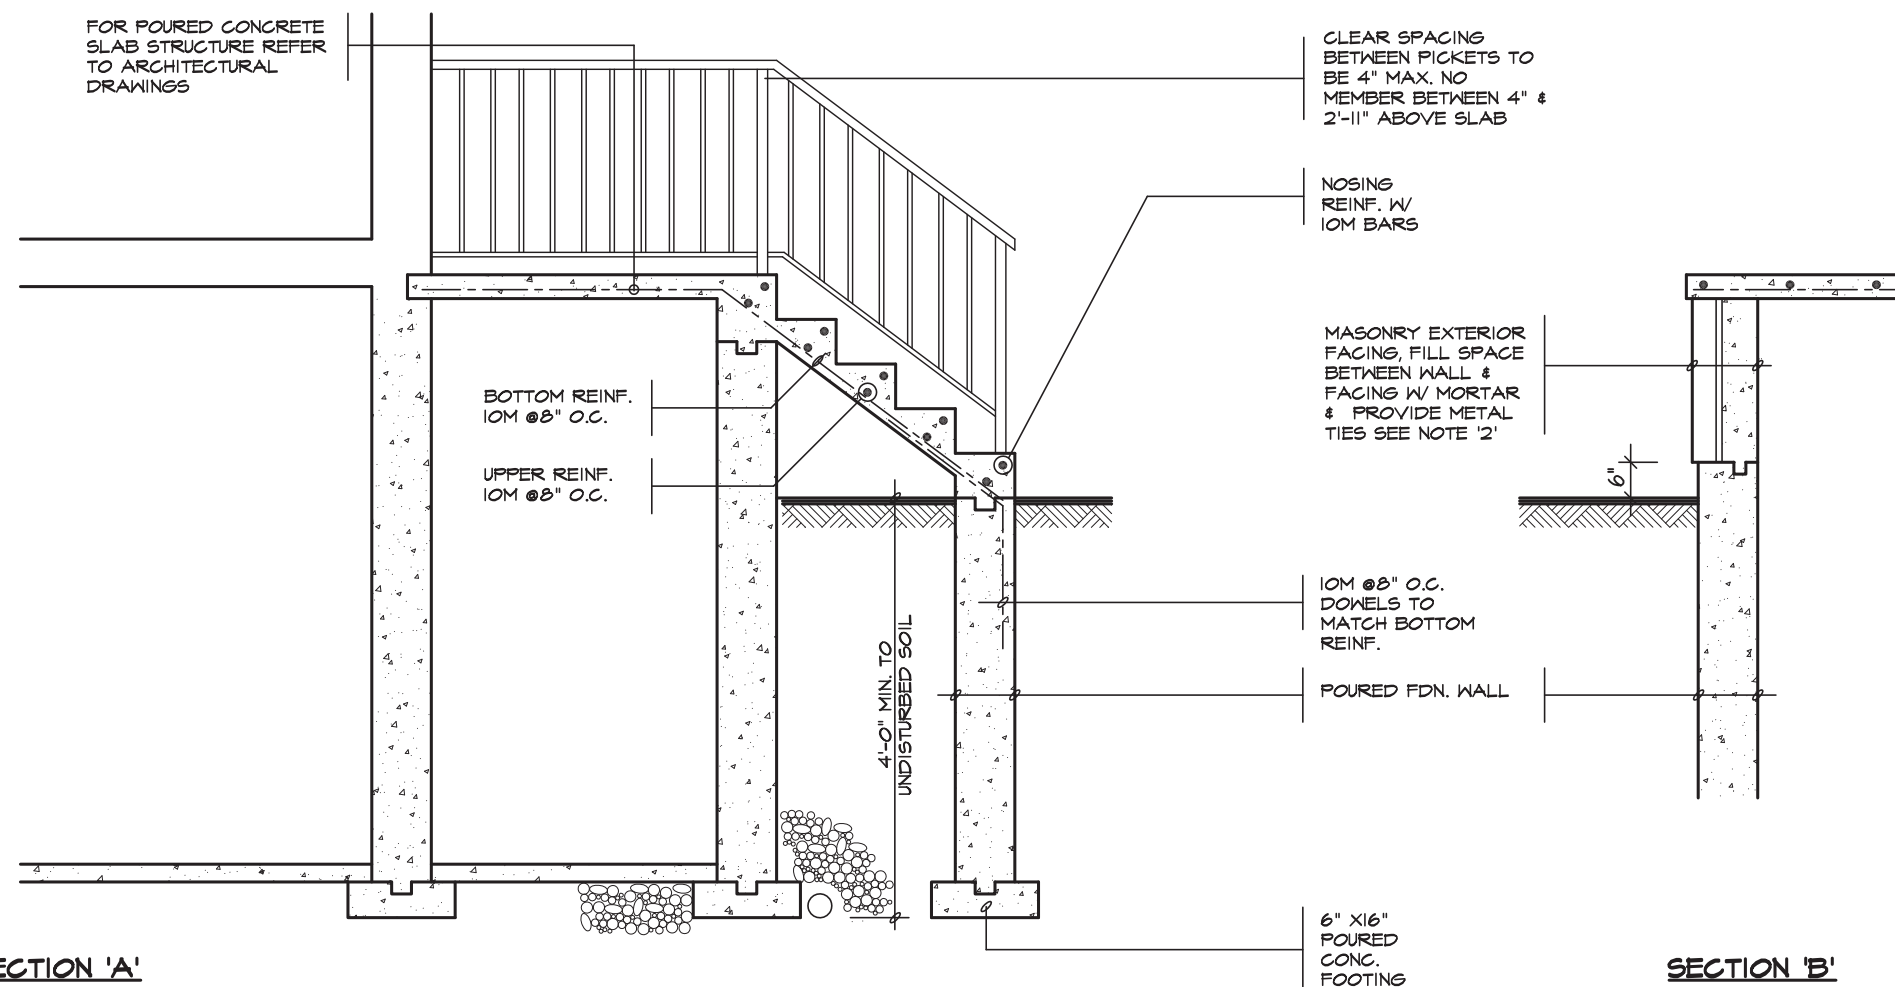 FOR POURED CONCRETE
SLAB STRUCTURE REFER
TO ARCHITECTURAL
DRAWINGS
CLEAR SPACING
BETWEEN PICKETS TO
BE 4" MAX. NO
MEMBER BETWEEN 4" &
2'-11" ABOVE SLAB
NOSING
REINF. W/
10M BARS
BOTTOM REINF.
10M @8" O.C.
UPPER REINF.
10M @8" O.C.
MASONRY EXTERIOR
FACING, FILL SPACE
BETWEEN WALL &
FACING W/ MORTAR
& PROVIDE METAL
TIES SEE NOTE '2'
6"
10M @8" O.C.
DOWELS TO
MATCH BOTTOM
REINF.
4'-0" MIN. TO
UNDISTURBED SOIL
POURED FDN. WALL
6" X16"
POURED
CONC.
FOOTING
ECTION 'A'
SECTION 'B'